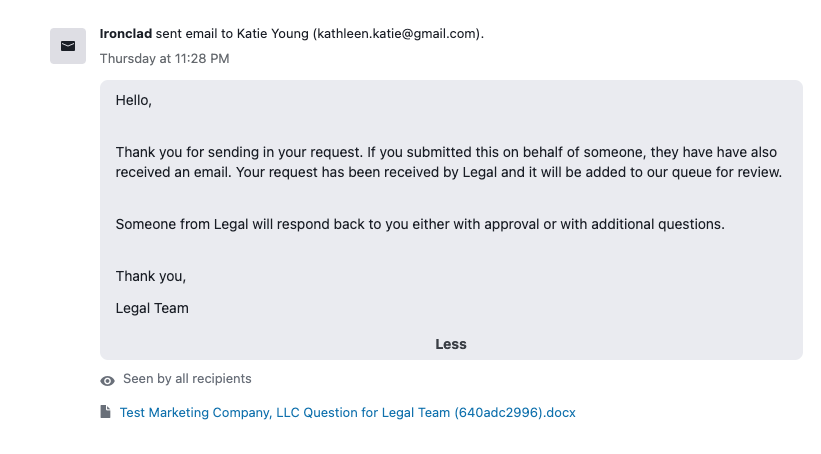 Ironclad sent email to Katie Young (kathleen.katie@gmail.com).
Thursday at 11:28 PM
Hello,
Thank you for sending in your request. If you submitted this on behalf of someone, they have have also
received an email. Your request has been received by Legal and it will be added to our queue for review.
Someone from Legal will respond back to you either with approval or with additional questions.
Thank you,
Legal Team
Less
Seen by all recipients
Test Marketing Company, LLC Question for Legal Team (640adc2996).docx